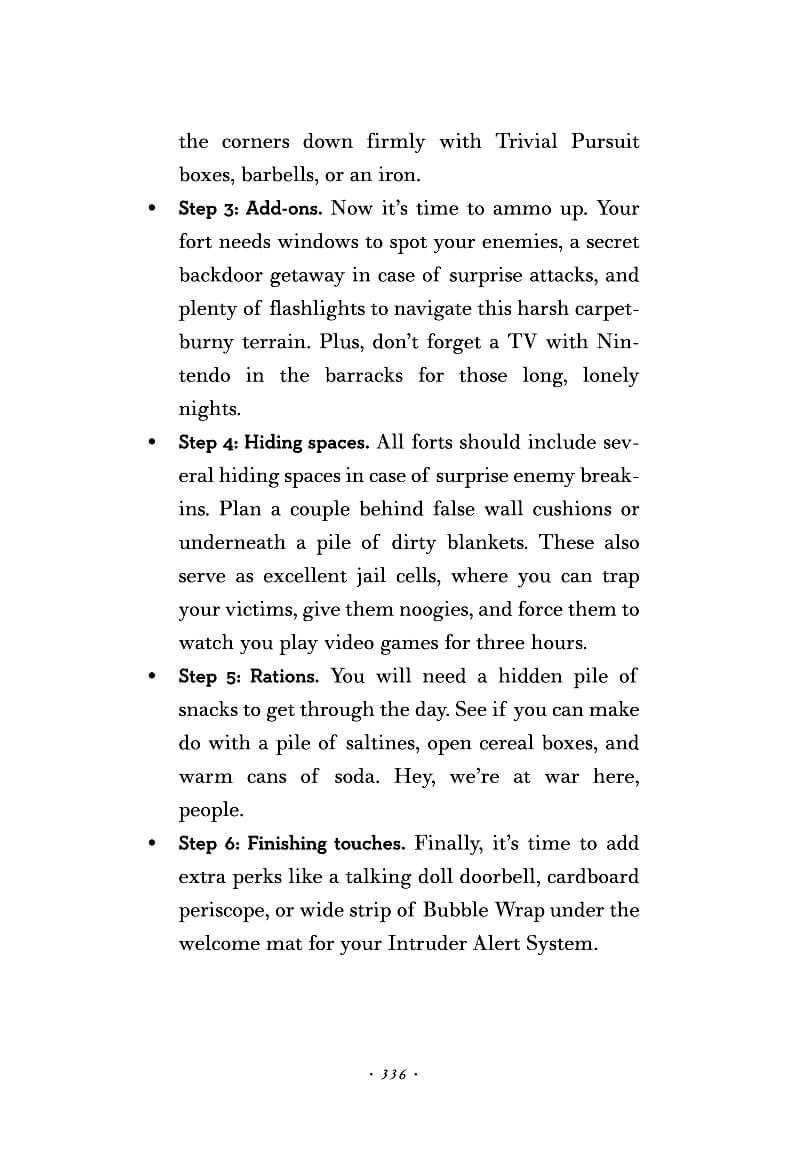 the corners down firmly with Trivial Pursuit
boxes, barbells, or an iron.
• Step 3: Add-ons. Now it's time to ammo up. Your
fort needs windows to spot your enemies, a secret
backdoor getaway in case of surprise attacks, and
plenty of flashlights to navigate this harsh carpet-
burny terrain. Plus, don't forget a TV with Nin-
tendo in the barracks for those long, lonely
nights.
• Step 4: Hiding spaces. All forts should include sev-
eral hiding spaces in case of surprise enemy break-
ins. Plan a couple behind false wall cushions or
underneath a pile of dirty blankets. These also
serve as excellent jail cells, where you can trap
your victims, give them noogies, and force them to
watch you play video games for three hours.
• Step 5: Rations. You will need a hidden pile of
snacks to get through the day. See if you can make
do with a pile of saltines, open cereal boxes, and
warm cans of soda. Hey, we're at war here,
people.
• Step 6: Finishing touches. Finally, it's time to add
extra perks like a talking doll doorbell, cardboard
periscope, or wide strip of Bubble Wrap under the
welcome mat for your Intruder Alert System.
· 336 ·